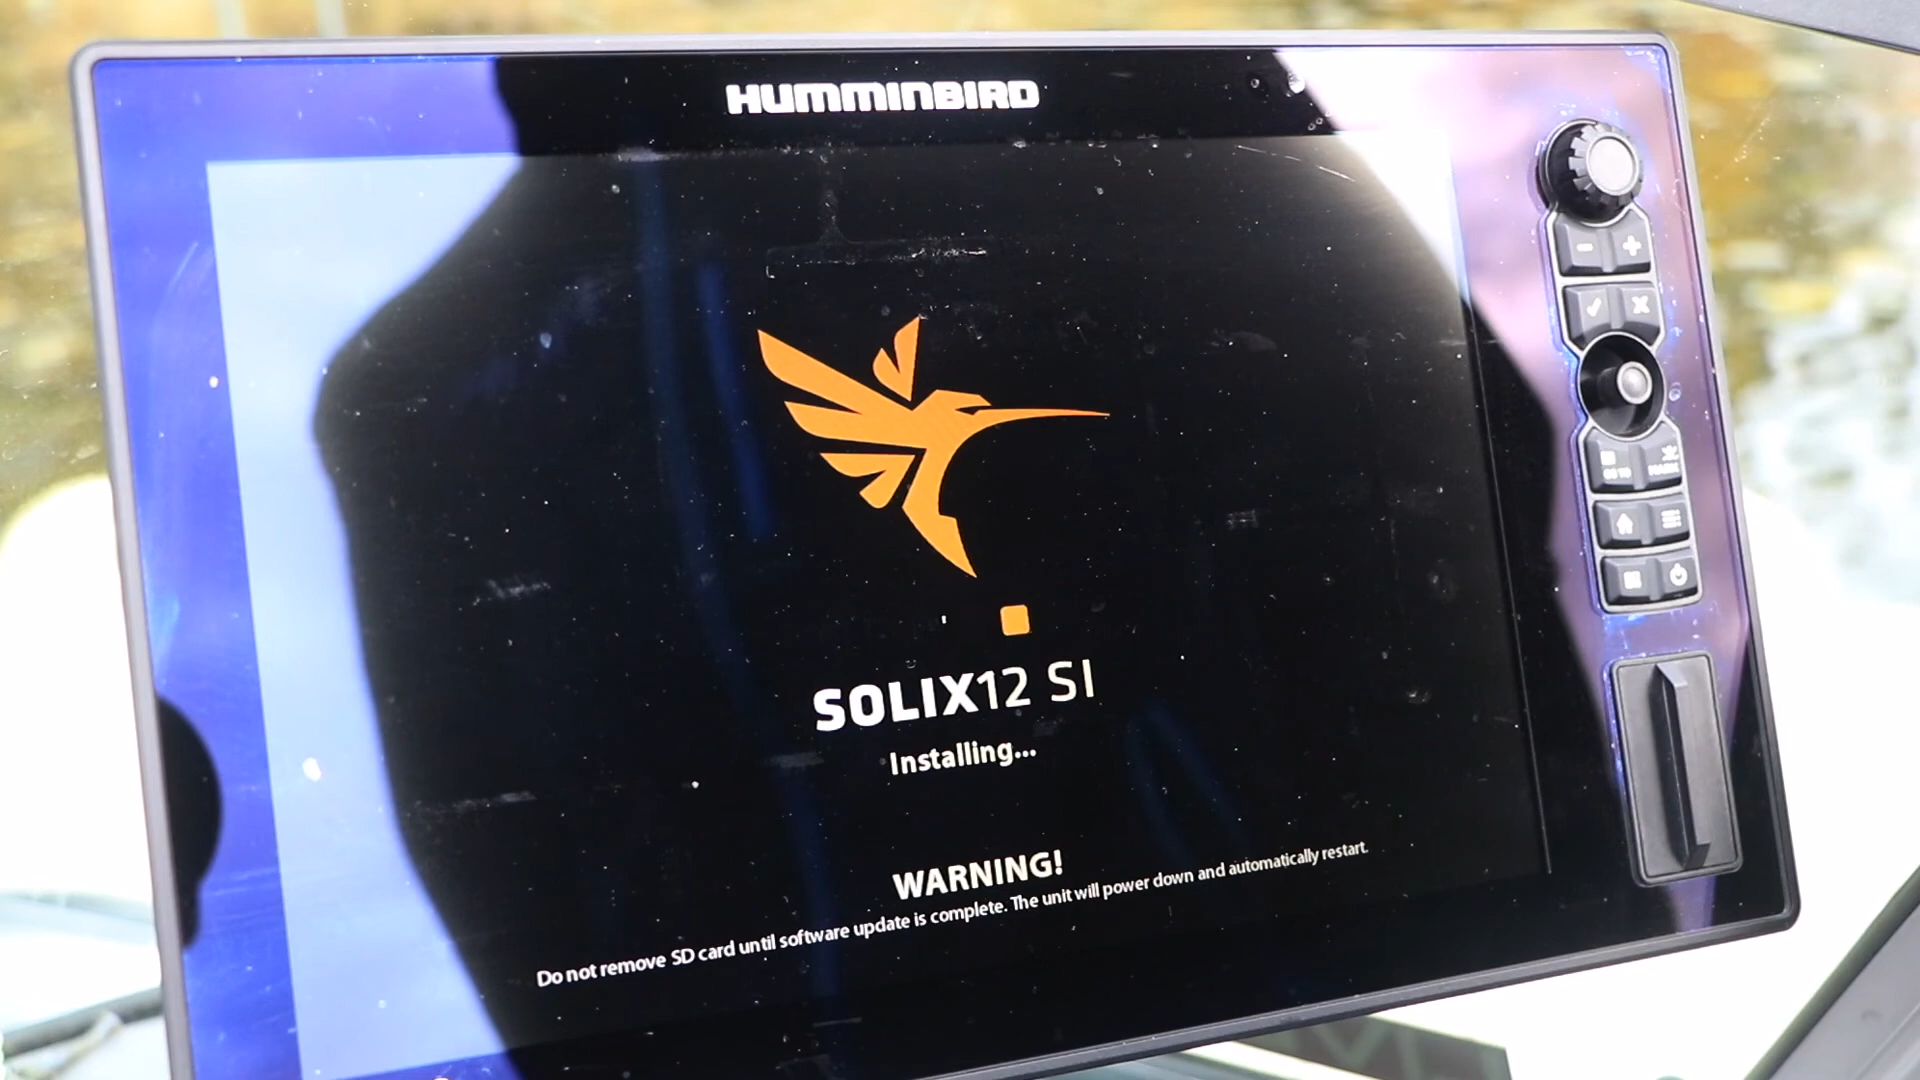 HUMMINBIRD
SOLIX12 SI
Installing...
WARNING!
Do not remove SD card until software update is complete. The unit will power down and automatically restart.
MARK